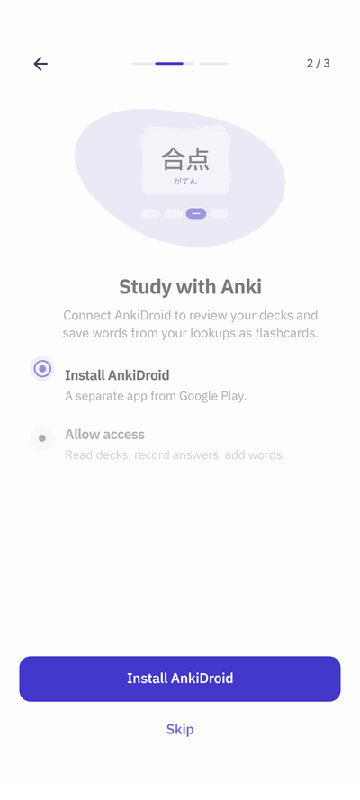 2 / 3
合点
がてん
Study with Anki
Connect AnkiDroid to review your decks and
save words from your lookups as flashcards.
Install AnkiDroid
A separate app from Google Play.
Allow access
Read decks, record answers, add words.
Install AnkiDroid
Skip